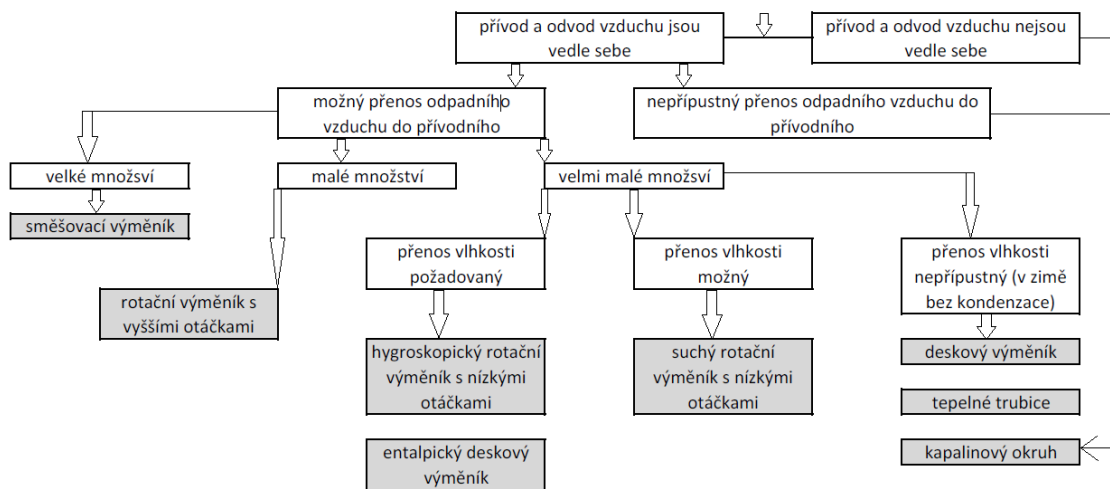 přívod a odvod vzduchu jsou
vedle sebe
přívod a odvod vzduchu nejsou
vedle sebe
možný přenos odpadního
vzduchu do přívodního
nepřípustný přenos odpadního vzduchu do
přívodního
velké množsví
malé množství
velmi malé množsví
směšovací výměník
přenos vlhkosti
požadovaný
přenos vlhkosti
možný
přenos vlhkosti
nepřípustný (v zimě
bez kondenzace)
rotační výměník s
vyššími otáčkami
hygroskopický rotační
výměník s nízkými
otáčkami
suchý rotační
výměník s nízkými
otáčkami
deskový výměník
tepelné trubice
entalpický deskový
výměník
kapalinový okruh